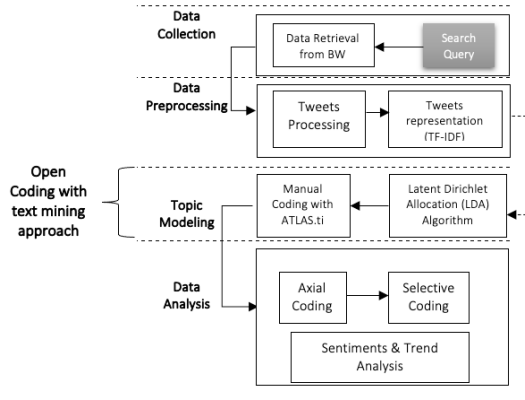 Data
Collection
Data Retrieval
from BW
Search
Query
Data
Preprocessing
Tweets
Processing
Tweets
representation
(TF-IDF)
Open
Coding with
text mining
approach
Topic
Modeling
Manual
Coding with
ATLAS.ti
Latent Dirichlet
Allocation (LDA)
Algorithm
Data
Analysis
Axial
Coding
Selective
Coding
Sentiments & Trend
Analysis